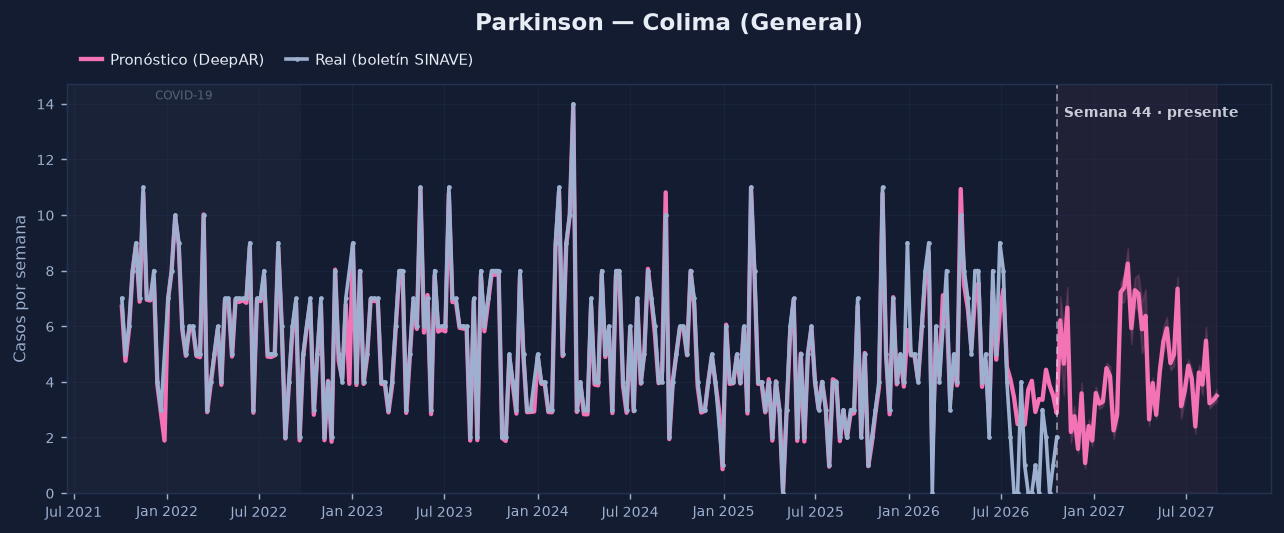 Parkinson — Colima (General)
Pronóstico (DeepAR)
Real (boletín SINAVE)
COVID-19
Semana 44 · presente
Casos por semana
14
12
10
8
6
4
2
0
Jul 2021
Jan 2022
Jul 2022
Jan 2023
Jul 2023
Jan 2024
Jul 2024
Jan 2025
Jul 2025
Jan 2026
Jul 2026
Jan 2027
Jul 2027